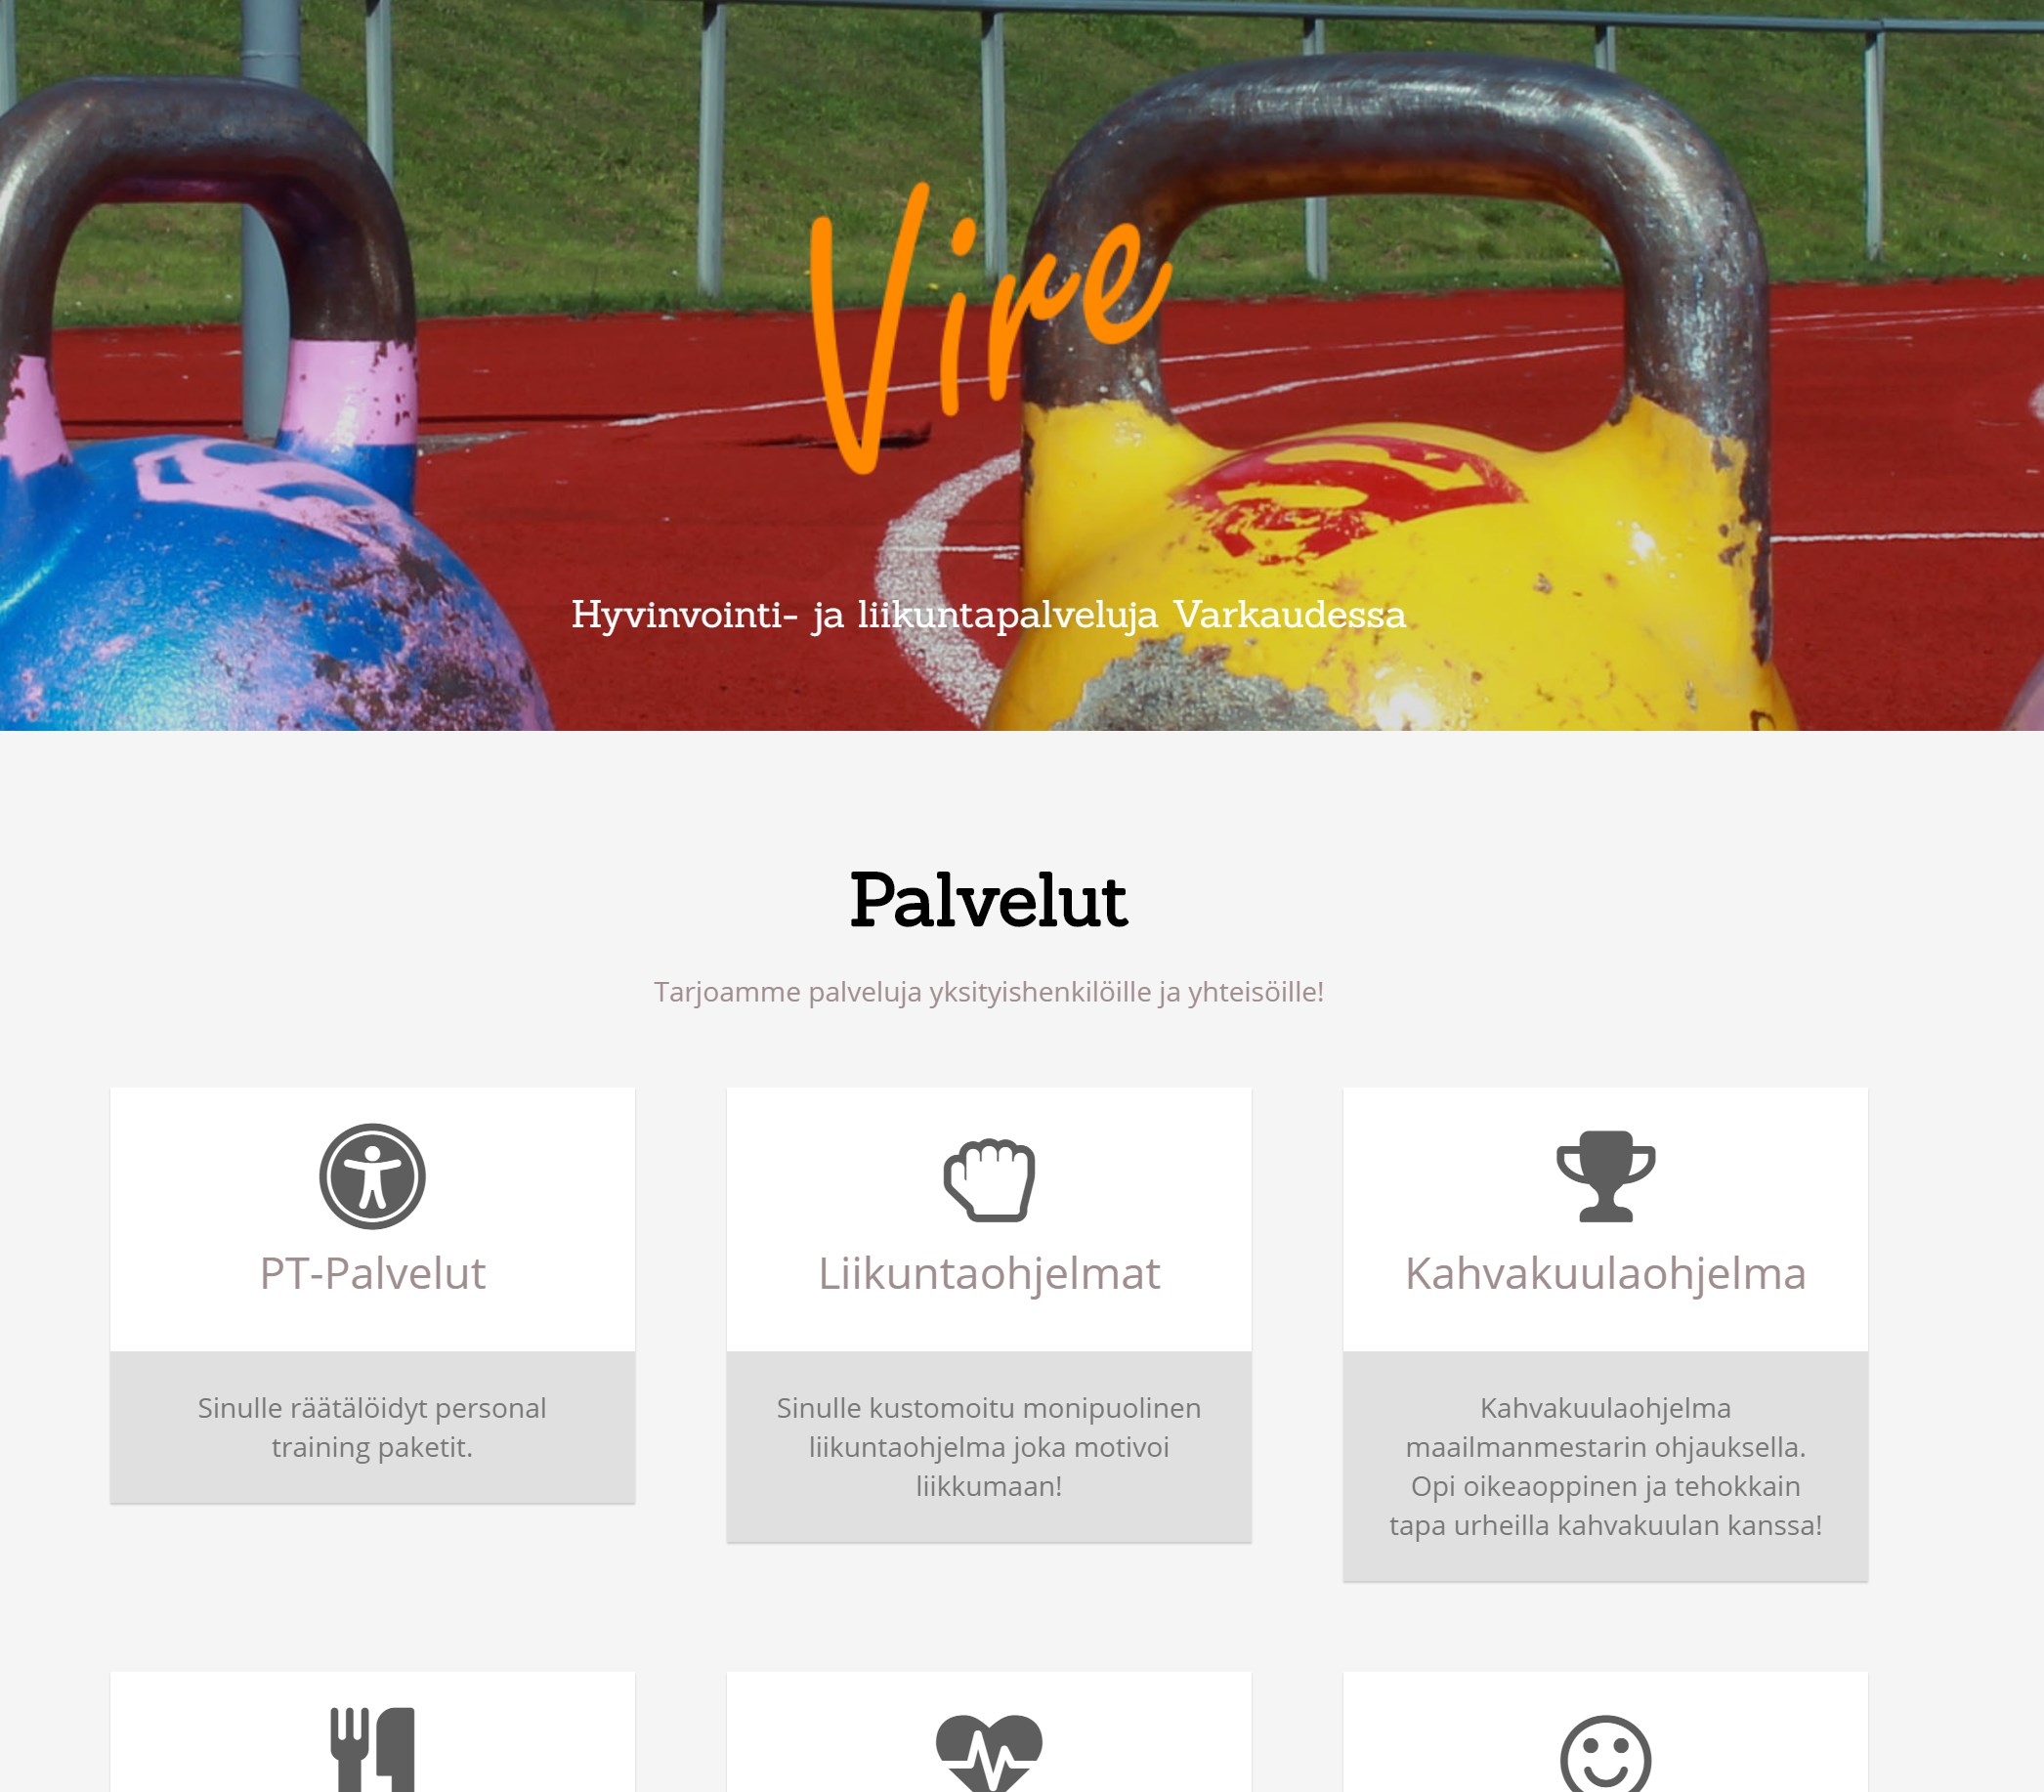 Vire
Hyvinvointi- ja liikuntapalveluja Varkaudessa
Palvelut
Tarjoamme palveluja yksityishenkilöille ja yhteisöille!
PT-Palvelut
Sinulle räätälöidyt personal
training paketit.
Liikuntaohjelmat
Sinulle kustomoitu monipuolinen
liikuntaohjelma joka motivoi
liikkumaan!
Kahvakuulaohjelma
Kahvakuulaohjelma
maailmanmestarin ohjauksella.
Opi oikeaoppinen ja tehokkain
tapa urheilla kahvakuulan kanssa!